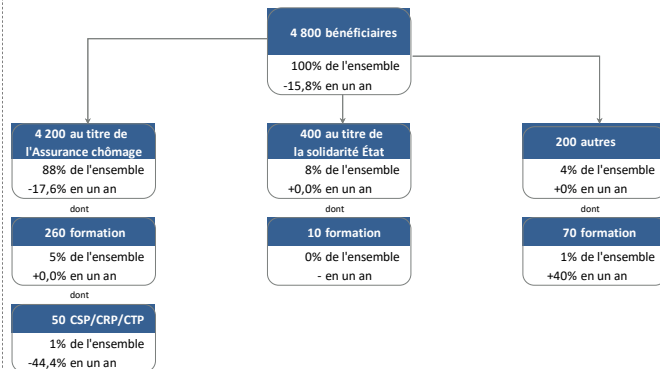 4 800 bénéficiaires
100% de l'ensemble
-15,8% en un an
4 200 au titre de
l'Assurance chômage
88% de l'ensemble
-17,6% en un an
dont
260 formation
5% de l'ensemble
+0,0% en un an
dont
50 CSP/CRP/CTP
1% de l'ensemble
-44,4% en un an
400 au titre de
la solidarité État
8% de l'ensemble
+0,0% en un an
dont
10 formation
0% de l'ensemble
- en un an
200 autres
4% de l'ensemble
+0% en un an
dont
70 formation
1% de l'ensemble
+40% en un an